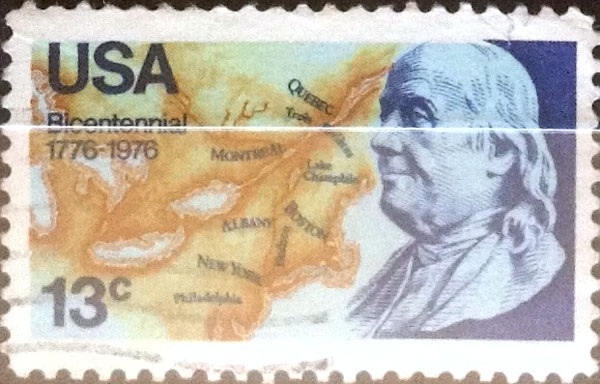 USA
Bicentennial
1776-1976
QUEBEC
MONTREAL
Lake
Champlain
ALBANY
BOSTON
NEW YORK
Philadelphia
13c